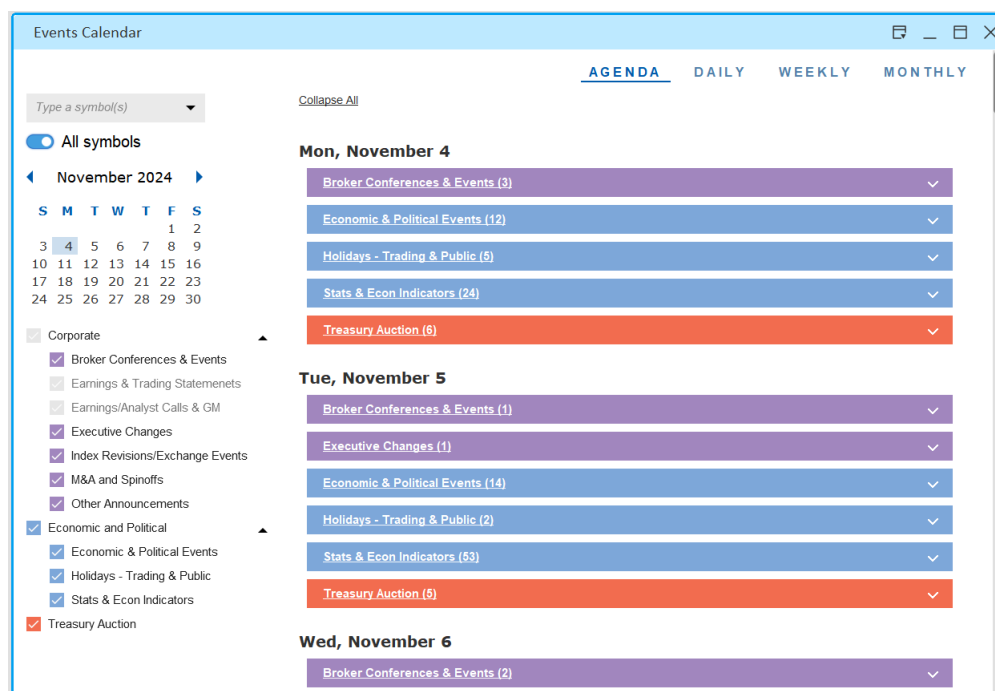 Events Calendar
AGENDA DAILY WEEKLY MONTHLY
Type a symbol(s)
All symbols
November 2024
S M T W T F S
1 2
3 4 5 6 7 8 9
10 11 12 13 14 15 16
17 18 19 20 21 22 23
24 25 26 27 28 29 30
Corporate
Broker Conferences & Events
Earnings & Trading Statemenets
Earnings/Analyst Calls & GM
Executive Changes
Index Revisions/Exchange Events
M&A and Spinoffs
Other Announcements
Economic and Political
Economic & Political Events
Holidays - Trading & Public
Stats & Econ Indicators
Treasury Auction
Collapse All
Mon, November 4
Broker Conferences & Events (3)
Economic & Political Events (12)
Holidays - Trading & Public (5)
Stats & Econ Indicators (24)
Treasury Auction (6)
Tue, November 5
Broker Conferences & Events (1)
Executive Changes (1)
Economic & Political Events (14)
Holidays - Trading & Public (2)
Stats & Econ Indicators (53)
Treasury Auction (5)
Wed, November 6
Broker Conferences & Events (2)